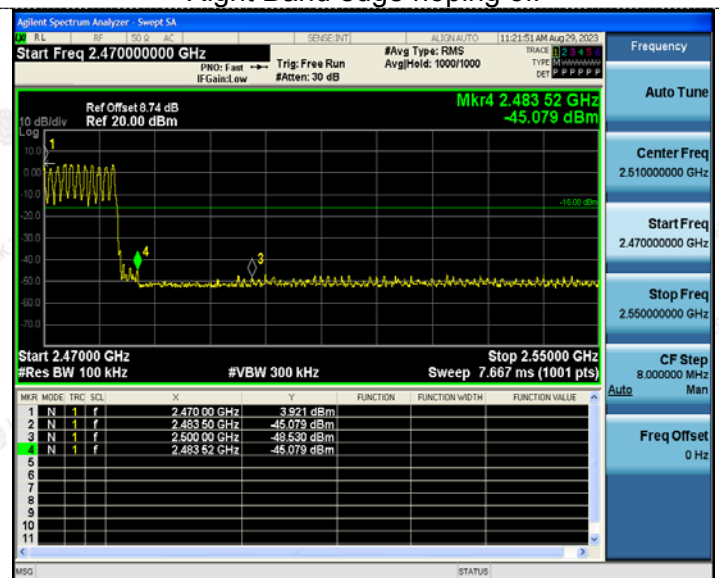 Right Band edge hoping off
Agilent Spectrum Analyzer - Swept SA
RL RF 50 Ω AC SENSE:INT ALIGNAUTO 11:21:51 AM Aug 29, 2023
Start Freq 2.470000000 GHz
PNO: Fast
IFGain:Low
Trig: Free Run
#Atten: 30 dB
#Avg Type: RMS
Avg|Hold: 1000/1000
TRACE 1 2 3 4 5 6
TYPE M
DET P P P P P P
Frequency
Auto Tune
Center Freq
2.510000000 GHz
Start Freq
2.470000000 GHz
Stop Freq
2.550000000 GHz
CF Step
8.000000 MHz
Auto Man
Freq Offset
0 Hz
Ref Offset 8.74 dB
10 dB/div Ref 20.00 dBm
Log
Mkr4 2.483 52 GHz
-45.079 dBm
10.0
0.00
-10.0
-20.0
-30.0
-40.0
-50.0
-60.0
-70.0
1
4
3
-16.08 dBm
Start 2.47000 GHz Stop 2.55000 GHz
#Res BW 100 kHz #VBW 300 kHz Sweep 7.667 ms (1001 pts)
MKR MODE TRC SCL X Y FUNCTION FUNCTION WIDTH FUNCTION VALUE
1 N 1 f 2.470 00 GHz 3.921 dBm
2 N 1 f 2.483 50 GHz -45.079 dBm
3 N 1 f 2.500 00 GHz -48.530 dBm
4 N 1 f 2.483 52 GHz -45.079 dBm
5
6
7
8
9
10
11
MSG STATUS